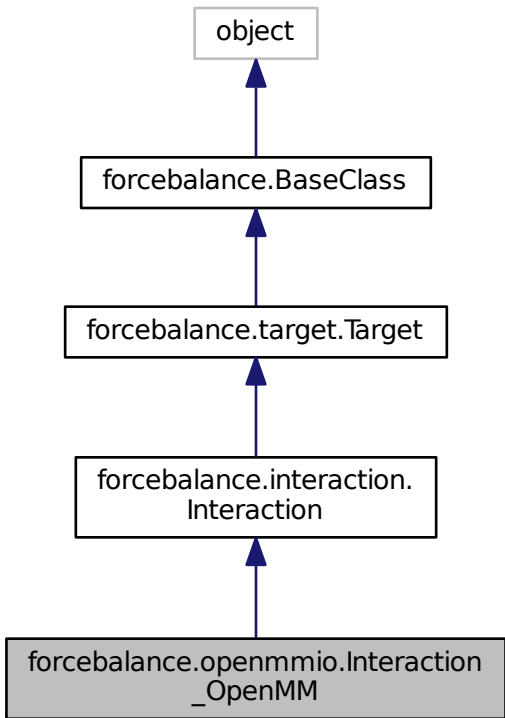 object
forcebalance.BaseClass
forcebalance.target.Target
forcebalance.interaction.
Interaction
forcebalance.openmmio.Interaction
_OpenMM